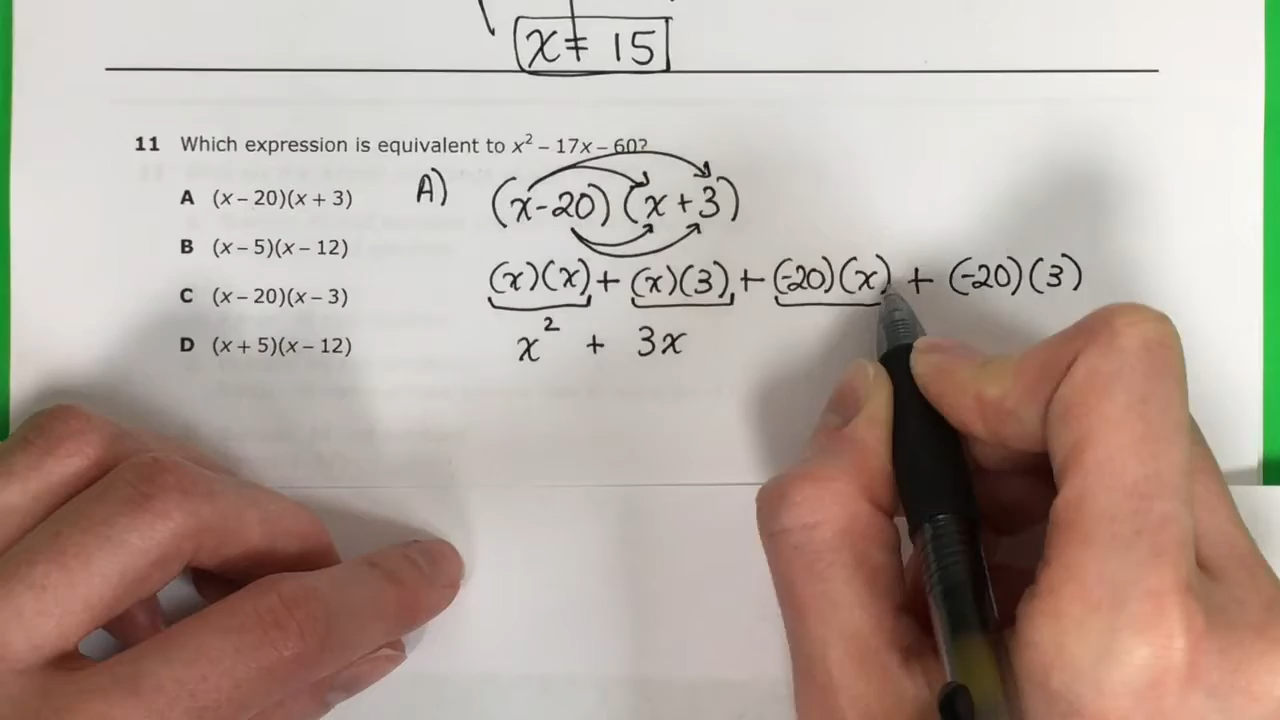 x = 15
11 Which expression is equivalent to x² – 17x – 60?
A (x – 20)(x + 3)
B (x – 5)(x – 12)
C (x – 20)(x – 3)
D (x + 5)(x – 12)
A) (x-20)(x+3)
(x)(x) + (x)(3) + (-20)(x) + (-20)(3)
x² + 3x